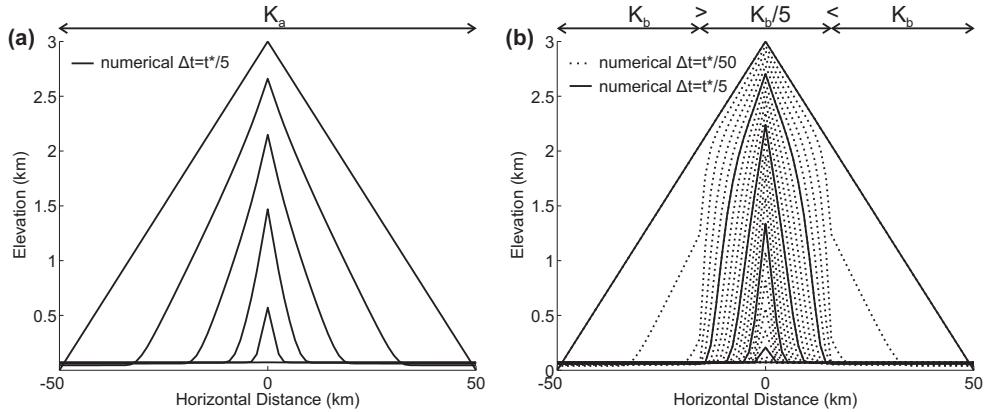 K_a
(a)
numerical Δt=t*/5
3
2.5
2
1.5
1
0.5
0
Elevation (km)
-50
0
50
Horizontal Distance (km)
K_b > K_b/5 < K_b
(b)
numerical Δt=t*/50
numerical Δt=t*/5
3
2.5
2
1.5
1
0.5
0
Elevation (km)
-50
0
50
Horizontal Distance (km)